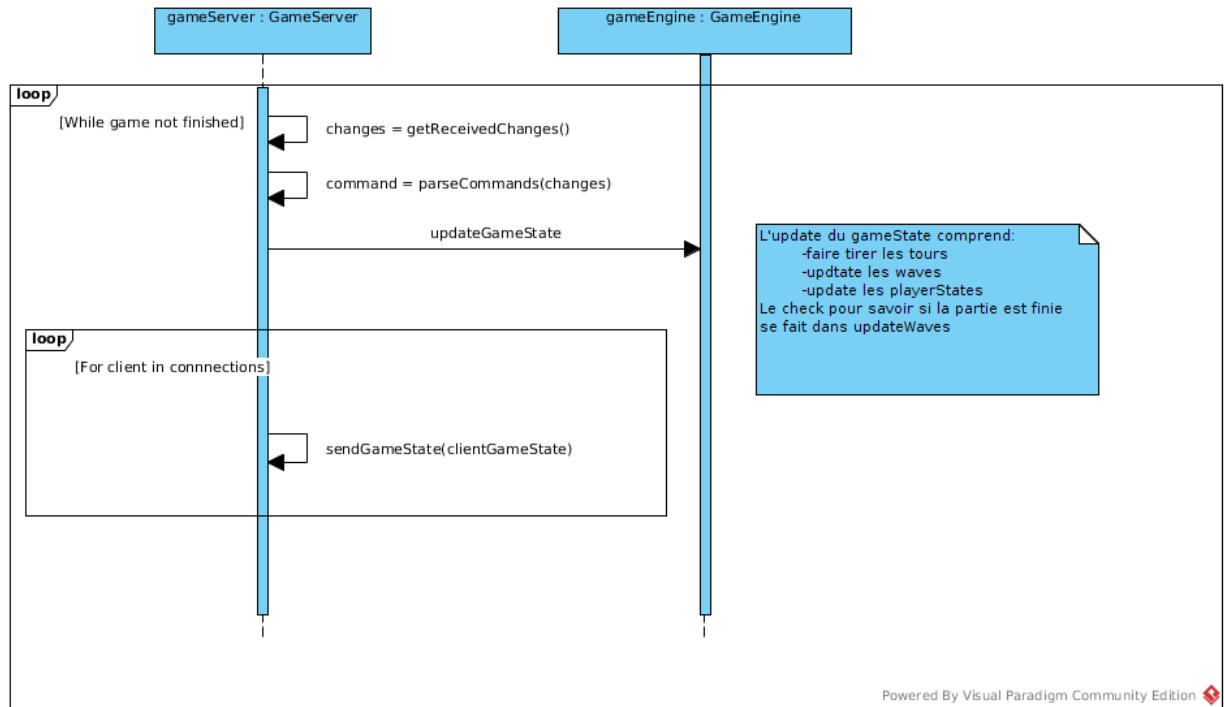 gameServer : GameServer
gameEngine : GameEngine
loop
[While game not finished]
changes = getReceivedChanges()
command = parseCommands(changes)
updateGameState
L'update du gameState comprend:
-faire tirer les tours
-updtate les waves
-update les playerStates
Le check pour savoir si la partie est finie
se fait dans updateWaves
loop
[For client in connnections]
sendGameState(clientGameState)
Powered By Visual Paradigm Community Edition